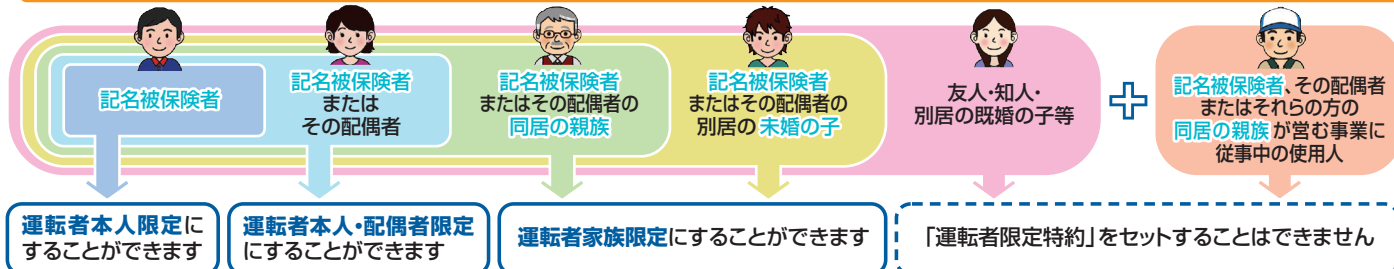 記名被保険者
記名被保険者
または
その配偶者
記名被保険者
またはその配偶者の
同居の親族
記名被保険者
またはその配偶者の
別居の未婚の子
友人・知人・
別居の既婚の子等
記名被保険者、その配偶者
またはそれらの方の
同居の親族が営む事業に
従事中の使用人
運転者本人限定に
することができます
運転者本人・配偶者限定
にすることができます
運転者家族限定にすることができます
「運転者限定特約」をセットすることはできません